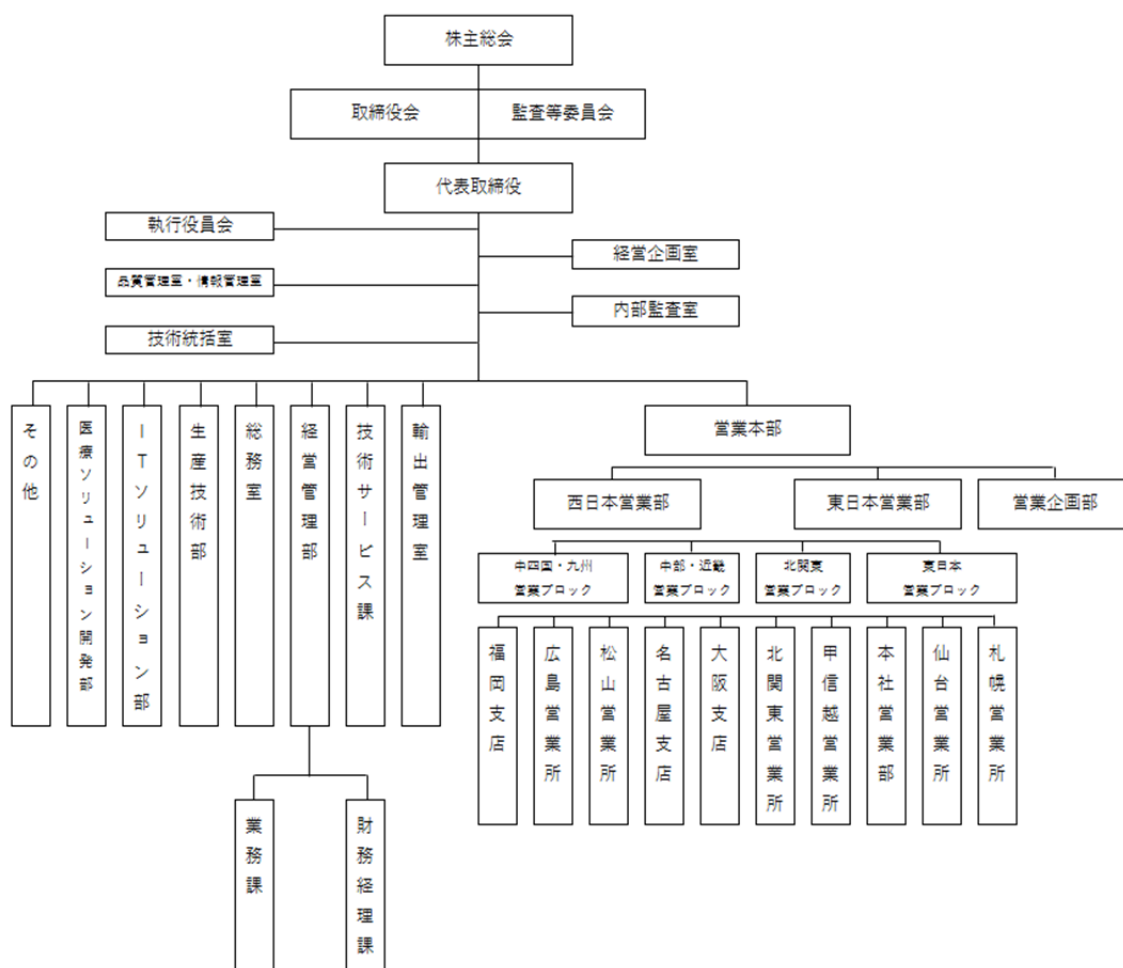 株主総会
取締役会
監査等委員会
代表取締役
執行役員会
経営企画室
品質管理室・情報管理室
内部監査室
技術統括室
その他
医療ソリューション開発部
ITソリューション部
生産技術部
総務室
経営管理部
技術サービス課
輸出管理室
営業本部
西日本営業部
東日本営業部
営業企画部
中四国・九州
営業ブロック
中部・近畿
営業ブロック
北関東
営業ブロック
東日本
営業ブロック
福岡支店
広島営業所
松山営業所
名古屋支店
大阪支店
北関東営業所
甲信越営業所
本社営業部
仙台営業所
札幌営業所
業務課
財務経理課